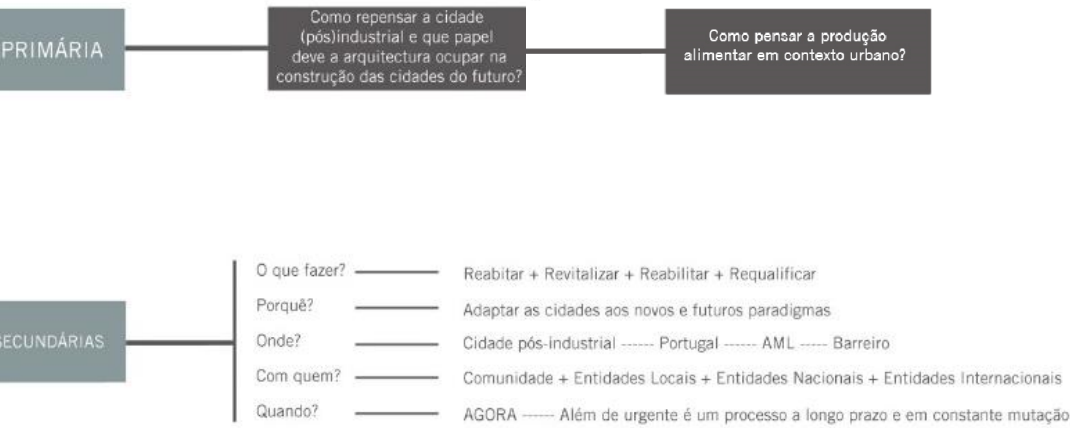 PRIMÁRIA
Como repensar a cidade
(pós)industrial e que papel
deve a arquitectura ocupar na
construção das cidades do futuro?
Como pensar a produção
alimentar em contexto urbano?
SECUNDÁRIAS
O que fazer? Reabitar + Revitalizar + Reabilitar + Requalificar
Porquê? Adaptar as cidades aos novos e futuros paradigmas
Onde? Cidade pós-industrial ------ Portugal ------ AML ----- Barreiro
Com quem? Comunidade + Entidades Locais + Entidades Nacionais + Entidades Internacionais
Quando? AGORA ------ Além de urgente é um processo a longo prazo e em constante mutação